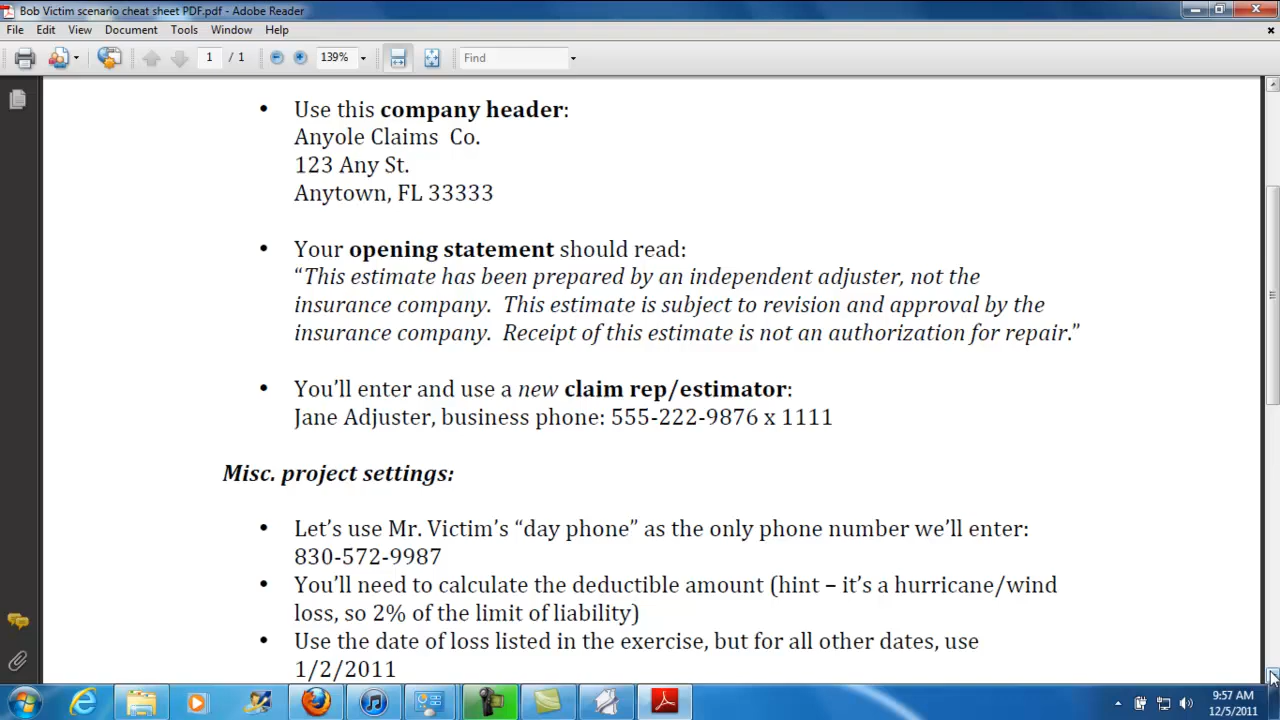 Bob Victim scenario cheat sheet PDF.pdf - Adobe Reader
File Edit View Document Tools Window Help
1 / 1 139% Find
• Use this company header:
Anyole Claims Co.
123 Any St.
Anytown, FL 33333
• Your opening statement should read:
“This estimate has been prepared by an independent adjuster, not the
insurance company. This estimate is subject to revision and approval by the
insurance company. Receipt of this estimate is not an authorization for repair.”
• You’ll enter and use a new claim rep/estimator:
Jane Adjuster, business phone: 555-222-9876 x 1111
Misc. project settings:
• Let’s use Mr. Victim’s “day phone” as the only phone number we’ll enter:
830-572-9987
• You’ll need to calculate the deductible amount (hint – it’s a hurricane/wind
loss, so 2% of the limit of liability)
• Use the date of loss listed in the exercise, but for all other dates, use
1/2/2011
9:57 AM
12/5/2011